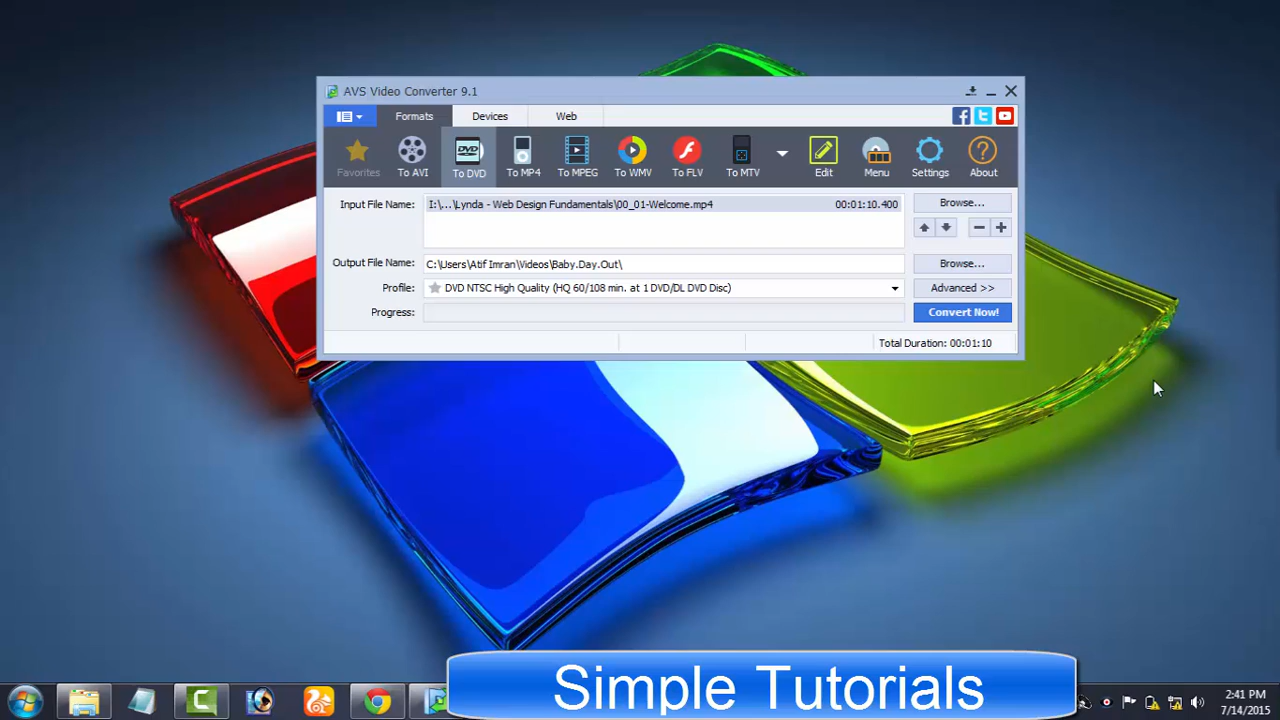 AVS Video Converter 9.1
Formats Devices Web
Favorites To AVI To DVD To MP4 To MPEG To WMV To FLV To MTV Edit Menu Settings About
Input File Name: I:\...\Lynda - Web Design Fundamentals\00_01-Welcome.mp4 00:01:10.400 Browse...
Output File Name: C:\Users\Atif Imran\Videos\Baby.Day.Out\ Browse...
Profile: DVD NTSC High Quality (HQ 60/108 min. at 1 DVD/DL DVD Disc) Advanced >>
Progress: Convert Now!
Total Duration: 00:01:10
Simple Tutorials
2:41 PM
7/14/2015